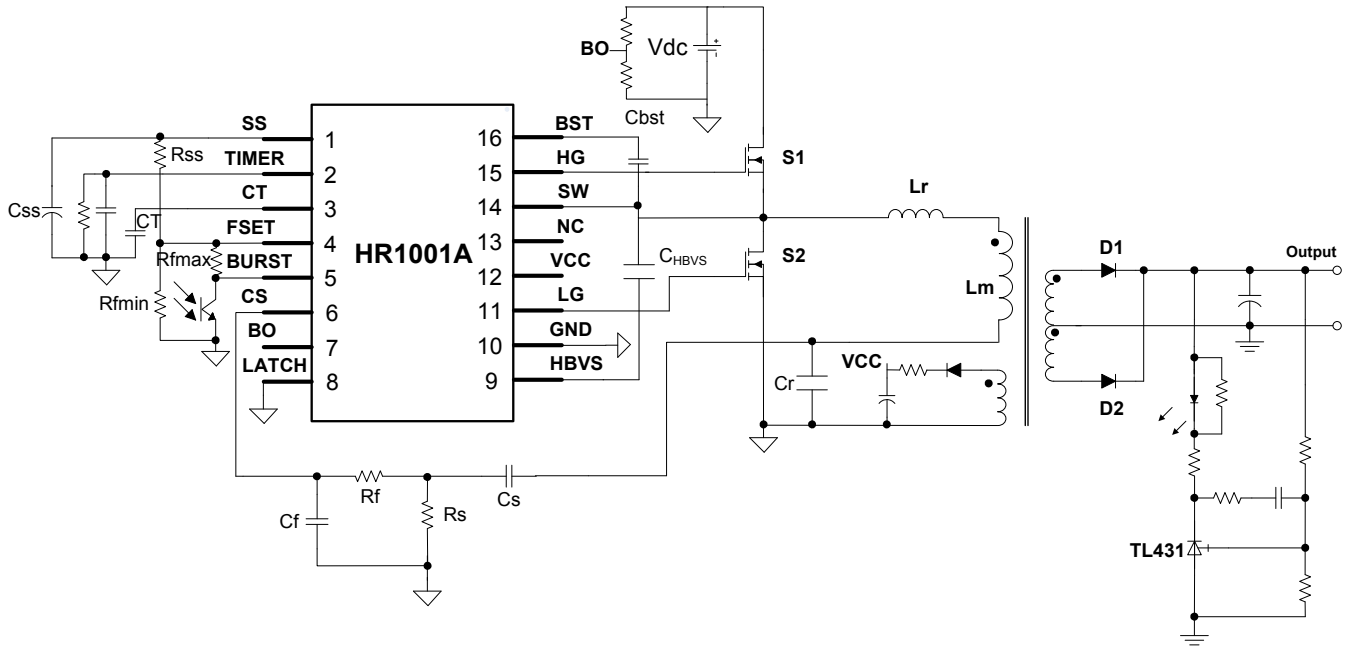 BO
Vdc
+
-
Cbst
SS
1
16
BST
Rss
TIMER
2
15
HG
S1
CT
3
14
SW
Lr
Css
CT
FSET
4
13
NC
HR1001A
Rfmax
BURST
5
12
VCC
CHBVS
S2
D1
Output
Rfmin
CS
6
11
LG
Lm
BO
7
10
GND
LATCH
8
9
HBVS
VCC
Cr
D2
Rf
Cs
Cf
Rs
TL431